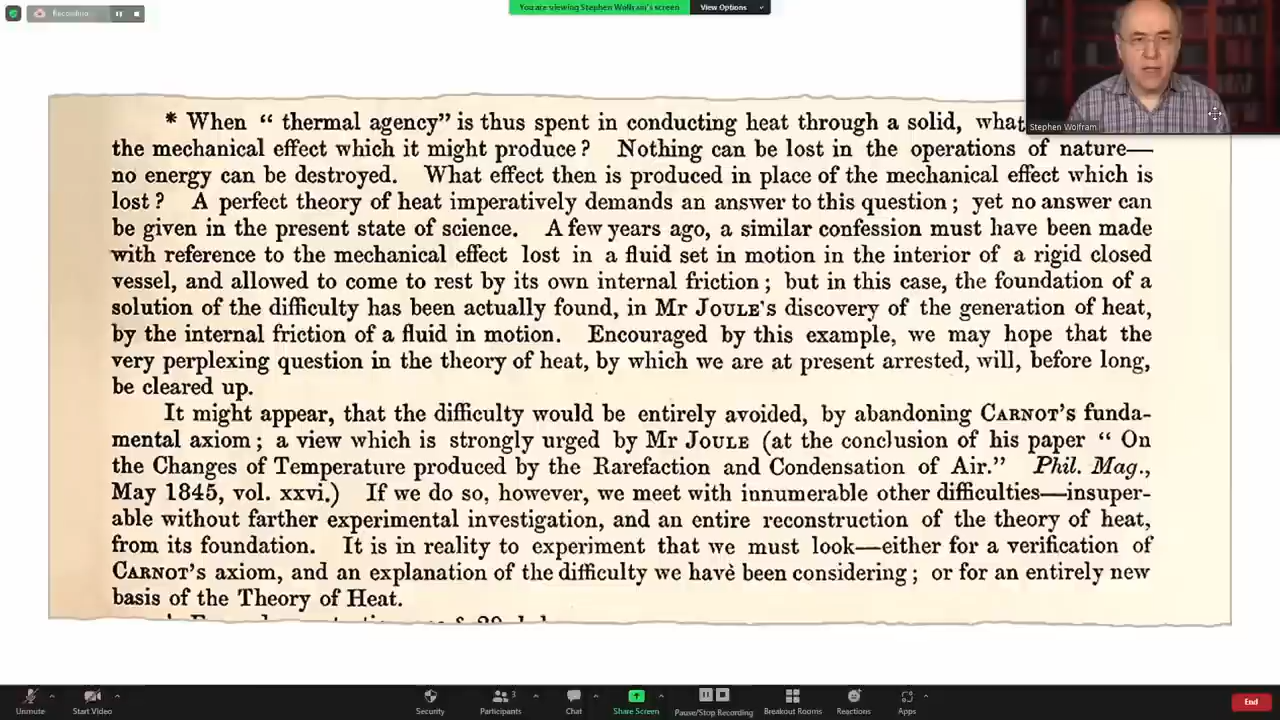 Recording
You are viewing Stephen Wolfram's screen
View Options
Stephen Wolfram
* When “ thermal agency” is thus spent in conducting heat through a solid, what
the mechanical effect which it might produce ? Nothing can be lost in the operations of nature—
no energy can be destroyed. What effect then is produced in place of the mechanical effect which is
lost ? A perfect theory of heat imperatively demands an answer to this question ; yet no answer can
be given in the present state of science. A few years ago, a similar confession must have been made
with reference to the mechanical effect lost in a fluid set in motion in the interior of a rigid closed
vessel, and allowed to come to rest by its own internal friction ; but in this case, the foundation of a
solution of the difficulty has been actually found, in Mr JOULE'S discovery of the generation of heat,
by the internal friction of a fluid in motion. Encouraged by this example, we may hope that the
very perplexing question in the theory of heat, by which we are at present arrested, will, before long,
be cleared up.
It might appear, that the difficulty would be entirely avoided, by abandoning CARNOT'S funda-
mental axiom ; a view which is strongly urged by Mr JOULE (at the conclusion of his paper “ On
the Changes of Temperature produced by the Rarefaction and Condensation of Air.” Phil. Mag.,
May 1845, vol. xxvi.) If we do so, however, we meet with innumerable other difficulties—insuper-
able without farther experimental investigation, and an entire reconstruction of the theory of heat,
from its foundation. It is in reality to experiment that we must look—either for a verification of
CARNOT'S axiom, and an explanation of the difficulty we have been considering ; or for an entirely new
basis of the Theory of Heat.
Unmute
Start Video
Security
Participants
3
Chat
Share Screen
Pause/Stop Recording
Breakout Rooms
Reactions
Apps
End